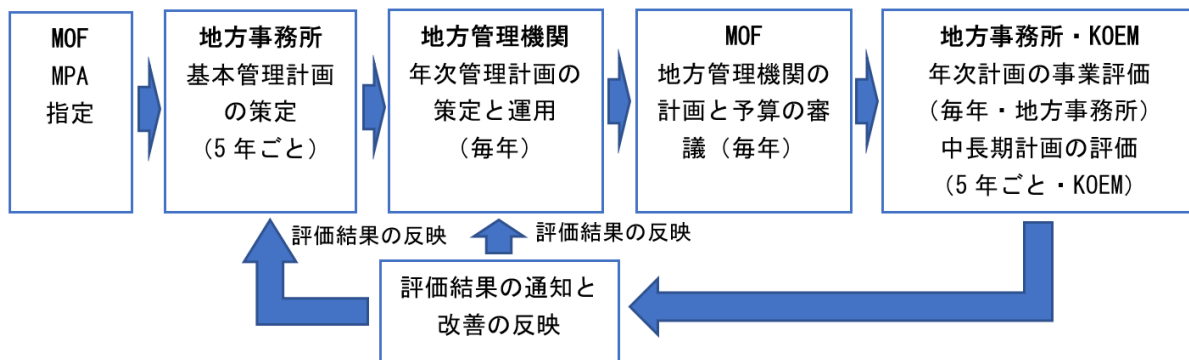 MOF
MPA
指定
地方事務所
基本管理計画
の策定
（5 年ごと）
地方管理機関
年次管理計画の
策定と運用
（毎年）
MOF
地方管理機関の
計画と予算の審
議（毎年）
地方事務所・KOEM
年次計画の事業評価
（毎年・地方事務所）
中長期計画の評価
（5 年ごと・KOEM）
評価結果の反映
評価結果の反映
評価結果の通知と
改善の反映